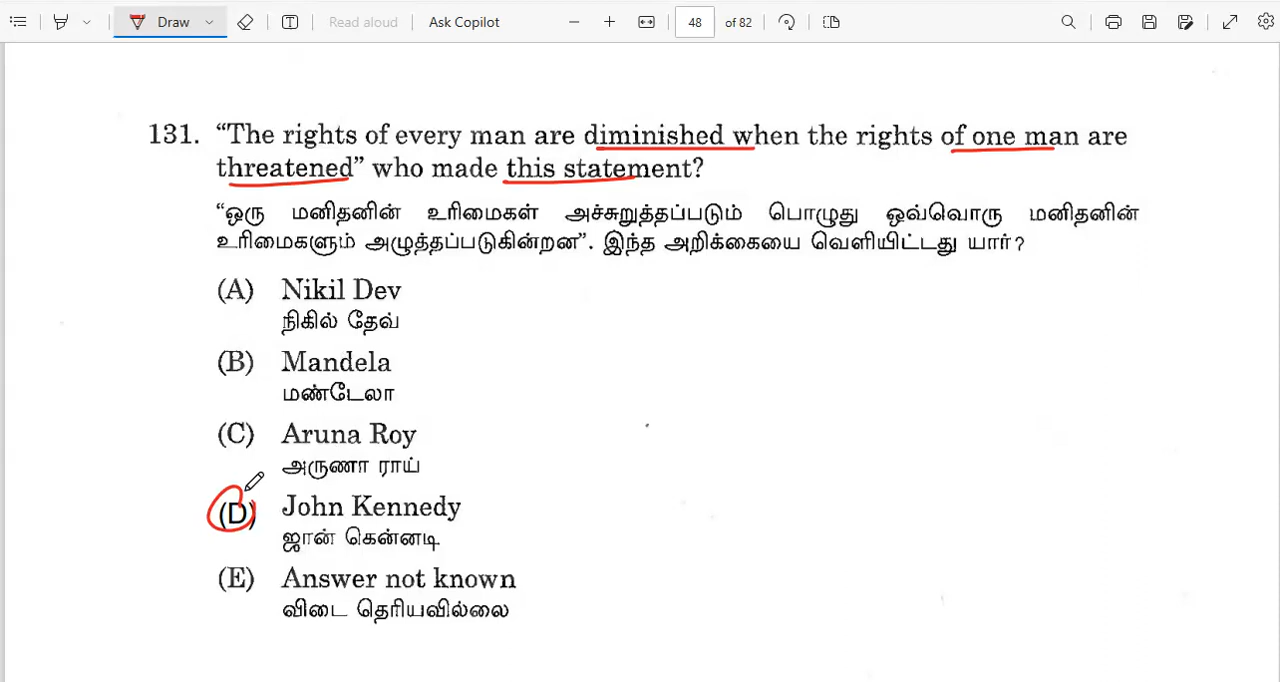 Draw
Read aloud
Ask Copilot
48 of 82
131. “The rights of every man are diminished when the rights of one man are
threatened” who made this statement?
“ஒரு மனிதனின் உரிமைகள் அச்சுறுத்தப்படும் பொழுது ஒவ்வொரு மனிதனின்
உரிமைகளும் அழுத்தப்படுகின்றன”. இந்த அறிக்கையை வெளியிட்டது யார்?
(A) Nikil Dev
நிகில் தேவ்
(B) Mandela
மண்டேலா
(C) Aruna Roy
அருணா ராய்
(D) John Kennedy
ஜான் கென்னடி
(E) Answer not known
விடை தெரியவில்லை